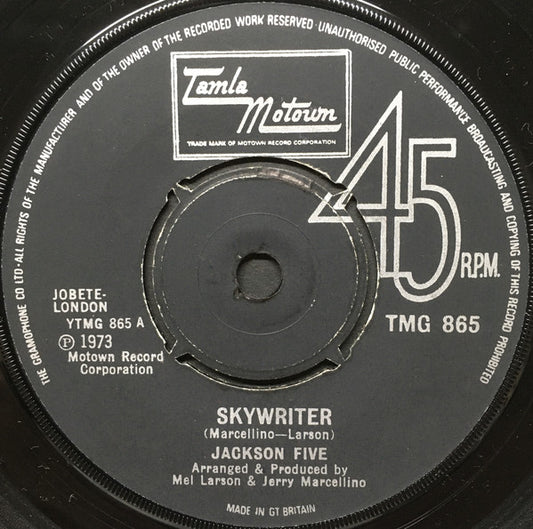 THE GRAMOPHONE CO LTD·ALL RIGHTS OF THE MANUFACTURER AND OF THE OWNER OF THE RECORDED WORK RESERVED·UNAUTHORISED PUBLIC PERFORMANCE BROADCASTING AND COPYING OF THIS RECORD PROHIBITED
Tamla
Motown
TRADE MARK OF MOTOWN RECORD CORPORATION
45 R.P.M.
JOBETE-
LONDON
YTMG 865 A
TMG 865
℗ 1973
Motown Record
Corporation
SKYWRITER
(Marcellino—Larson)
JACKSON FIVE
Arranged & Produced by
Mel Larson & Jerry Marcellino
MADE IN GT BRITAIN